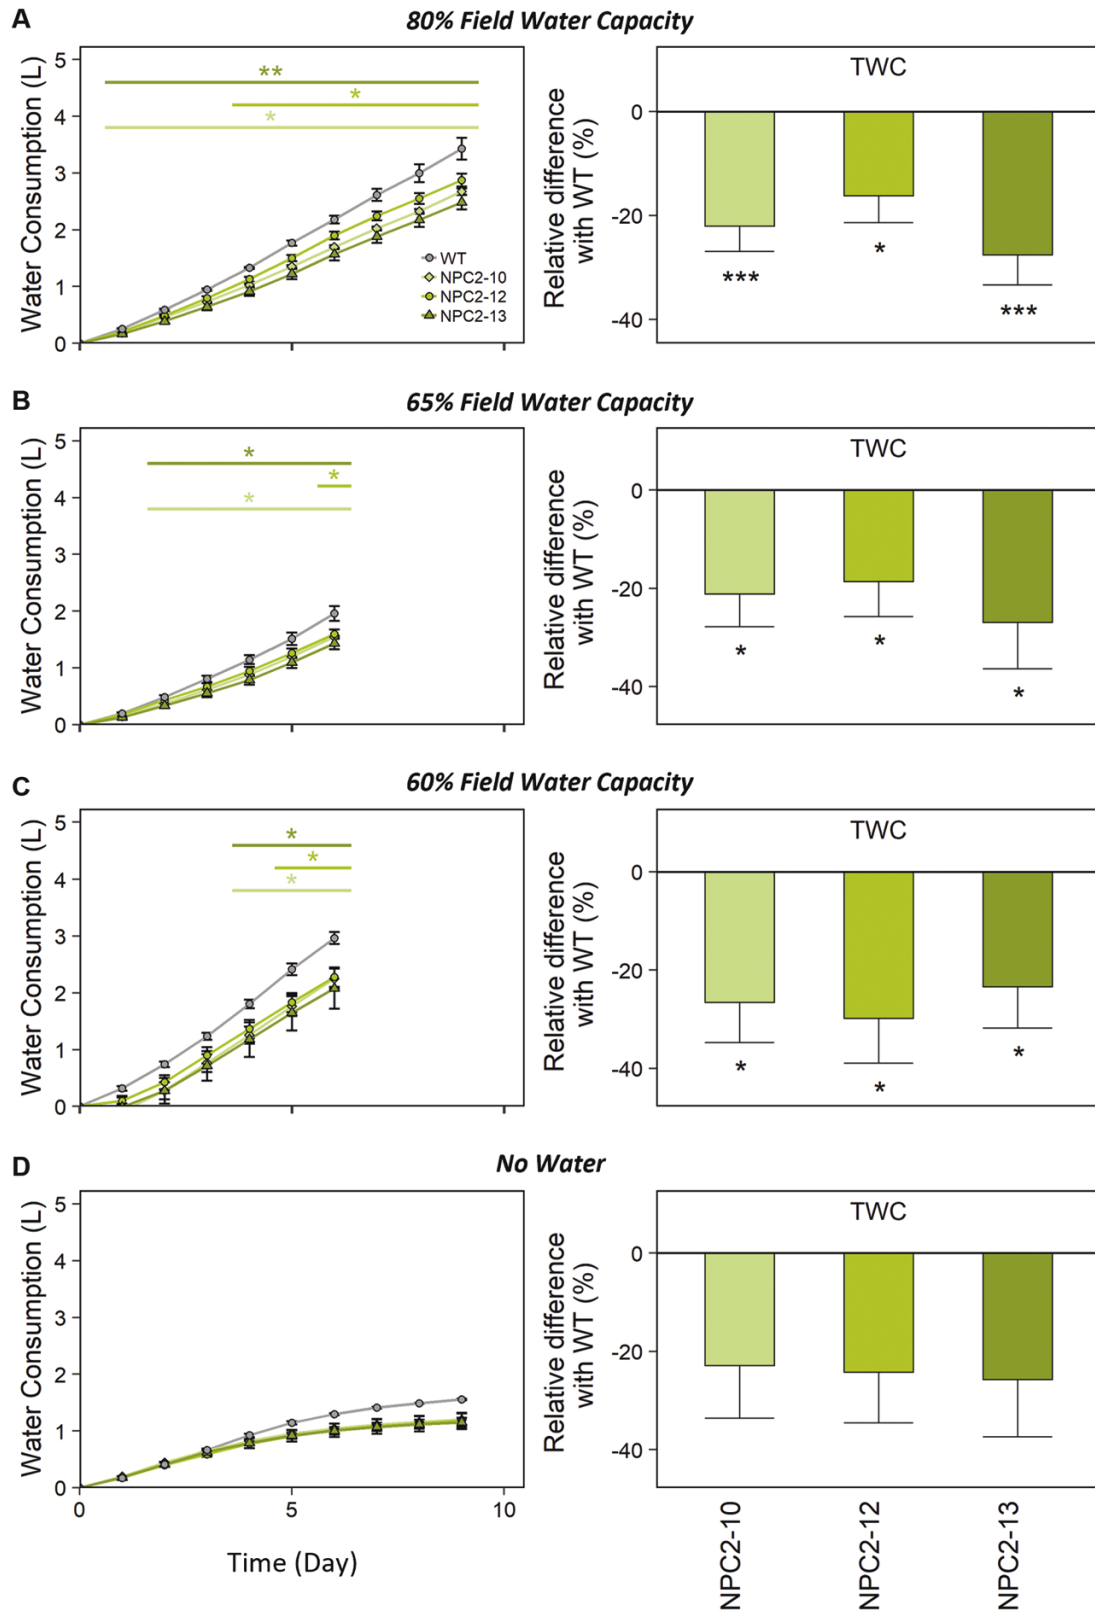 A
80% Field Water Capacity
Water Consumption (L)
5
4
3
2
1
0
**
*
*
WT
NPC2-10
NPC2-12
NPC2-13
Relative difference
with WT (%)
TWC
0
-20
-40
***
*
***
B
65% Field Water Capacity
Water Consumption (L)
5
4
3
2
1
0
*
*
*
Relative difference
with WT (%)
TWC
0
-20
-40
*
*
*
C
60% Field Water Capacity
Water Consumption (L)
5
4
3
2
1
0
*
*
*
Relative difference
with WT (%)
TWC
0
-20
-40
*
*
*
D
No Water
Water Consumption (L)
5
4
3
2
1
0
0 5 10
Time (Day)
Relative difference
with WT (%)
TWC
0
-20
-40
NPC2-10
NPC2-12
NPC2-13